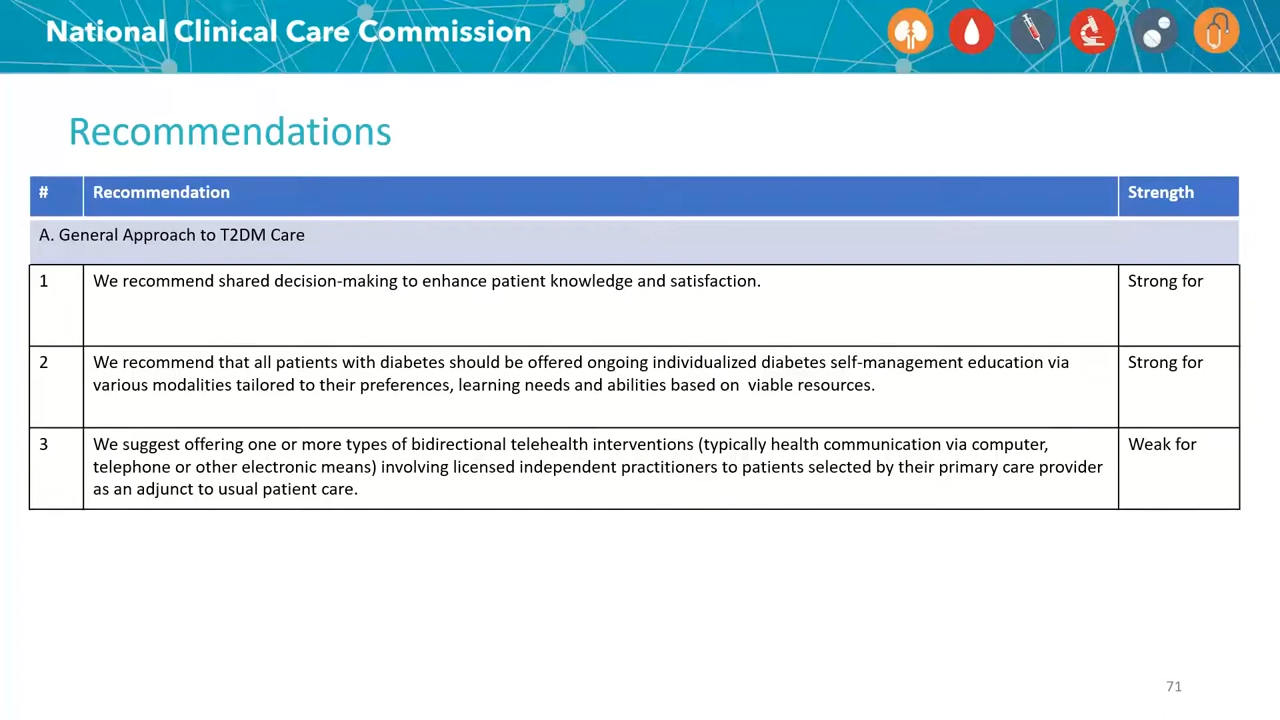 National Clinical Care Commission
Recommendations
# Recommendation Strength
A. General Approach to T2DM Care
1 We recommend shared decision-making to enhance patient knowledge and satisfaction. Strong for
2 We recommend that all patients with diabetes should be offered ongoing individualized diabetes self-management education via Strong for
various modalities tailored to their preferences, learning needs and abilities based on  viable resources.
3 We suggest offering one or more types of bidirectional telehealth interventions (typically health communication via computer, Weak for
telephone or other electronic means) involving licensed independent practitioners to patients selected by their primary care provider
as an adjunct to usual patient care.
71